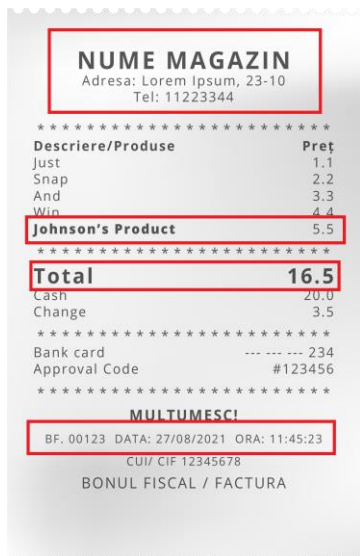 NUME MAGAZIN
Adresa: Lorem Ipsum, 23-10
Tel: 11223344
* * * * * * * * * * * * * * * * * * * * * * * *
Descriere/Produse Preț
Just 1.1
Snap 2.2
And 3.3
Win 4.4
Johnson's Product 5.5
* * * * * * * * * * * * * * * * * * * * * * * *
Total 16.5
Cash 20.0
Change 3.5
* * * * * * * * * * * * * * * * * * * * * * * *
Bank card --- --- --- 234
Approval Code #123456
* * * * * * * * * * * * * * * * * * * * * * * *
MULTUMESC!
BF. 00123 DATA: 27/08/2021 ORA: 11:45:23
CUI/ CIF 12345678
BONUL FISCAL / FACTURA